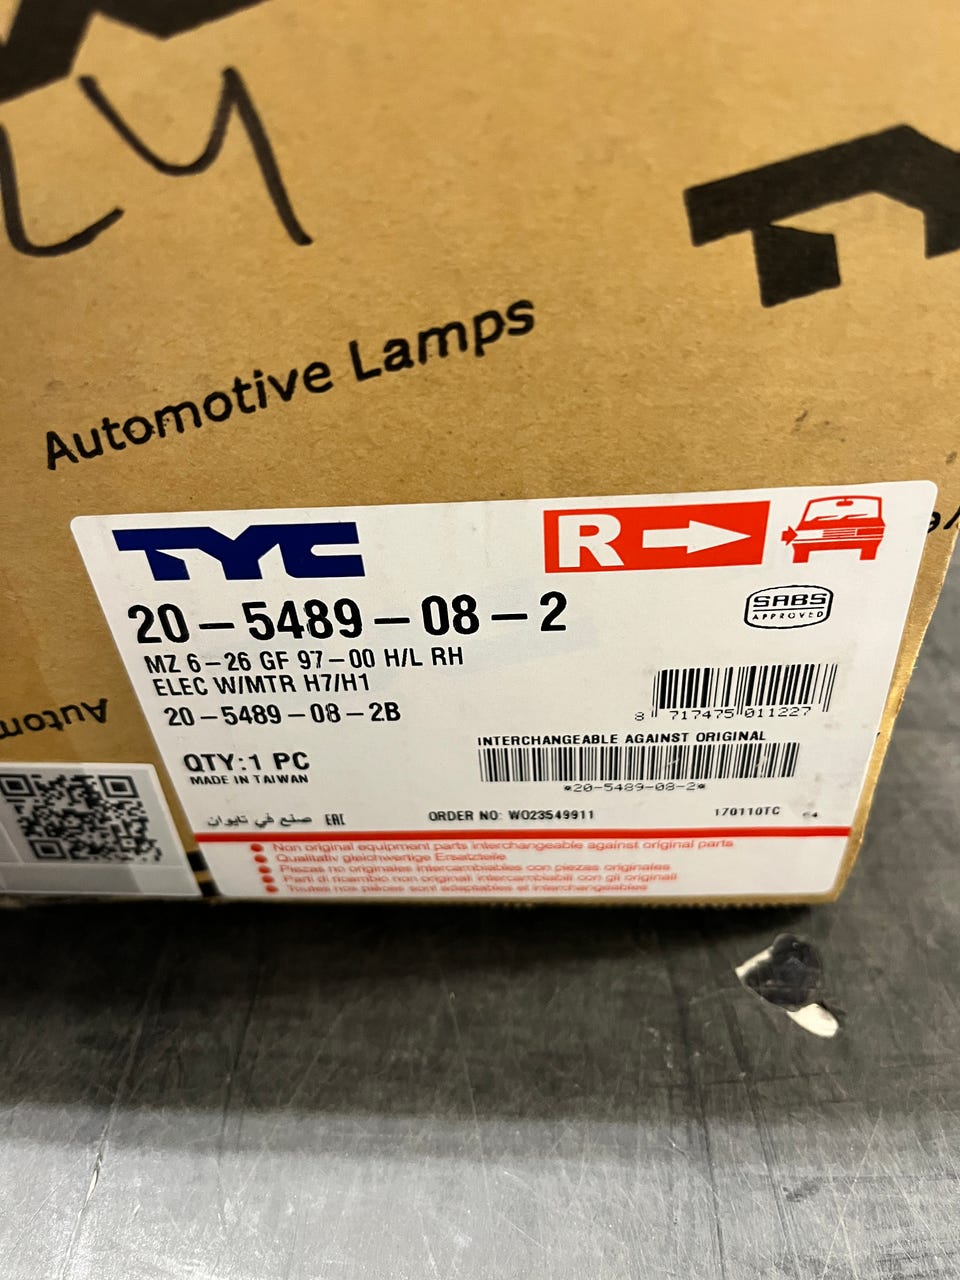 Automotive Lamps
TYC
R
20-5489-08-2
SABS
APPROVED
MZ 6-26 GF 97-00 H/L RH
ELEC W/MTR H7/H1
20-5489-08-2B
8 717475 011227
QTY:1 PC
MADE IN TAIWAN
INTERCHANGEABLE AGAINST ORIGINAL
*20-5489-08-2*
صنع في تايوان EAC
ORDER NO: WO23549911
170110TC
Non original equipment parts interchangeable against original parts
Qualitativ gleichwertige Ersatzteile
Piezas no originales intercambiables con piezas originales
Parti di ricambio non originali intercambiabili con gli originali
Toutes nos pièces sont adaptables et interchangeables